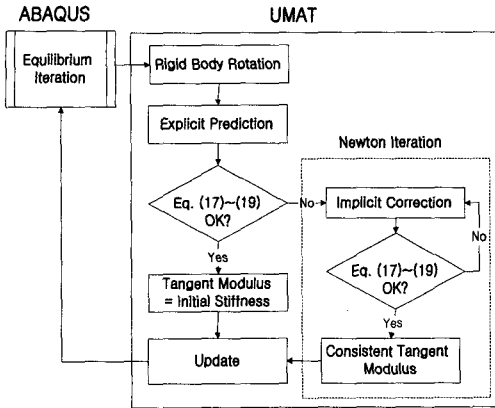 ABAQUS
UMAT
Equilibrium
Iteration
Rigid Body Rotation
Explicit Prediction
Newton Iteration
Eq. (17)~(19)
OK?
No
Implicit Correction
No
Yes
Eq. (17)~(19)
OK?
Tangent Modulus
= Initial Stiffness
Yes
Update
Consistent Tangent
Modulus